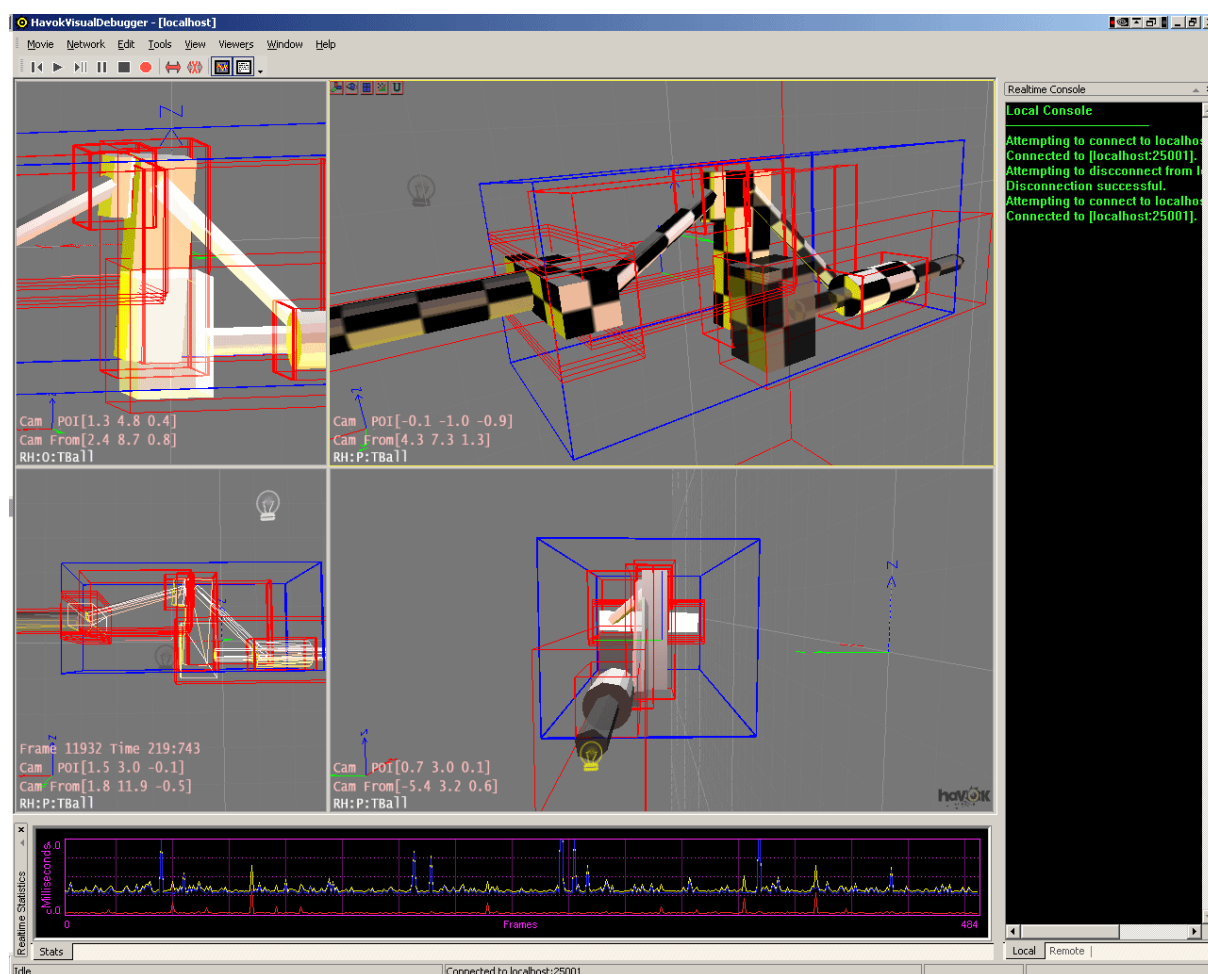 HavokVisualDebugger - [localhost]
Movie Network Edit Tools View Viewers Window Help
U
Z
Cam POI[1.3 4.8 0.4]
Cam From[2.4 8.7 0.8]
RH:O:TBall
Cam POI[-0.1 -1.0 -0.9]
Cam From[4.3 7.3 1.3]
RH:P:TBall
Frame 11932 Time 219:743
Cam POI[1.5 3.0 -0.1]
Cam From[1.8 11.9 -0.5]
RH:P:TBall
Z
Cam POI[0.7 3.0 0.1]
Cam From[-5.4 3.2 0.6]
RH:P:TBall
havok
Realtime Console
Local Console
Attempting to connect to localhos
Connected to [localhost:25001].
Attempting to discconnect from l
Disconnection successful.
Attempting to connect to localhos
Connected to [localhost:25001].
Local Remote
Realtime Statistics
Milliseconds
0 Frames 484
Stats
Idle Connected to localhost:25001